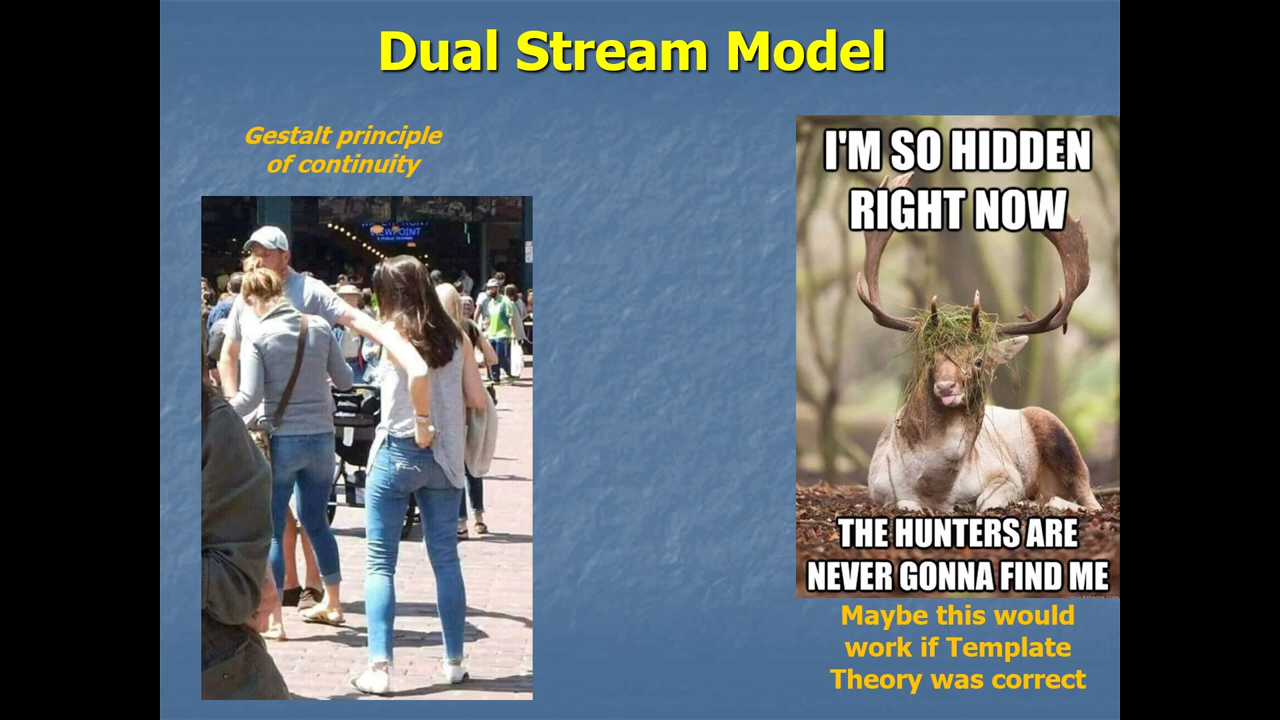 Dual Stream Model
Gestalt principle
of continuity
EWPOINT
I'M SO HIDDEN
RIGHT NOW
THE HUNTERS ARE
NEVER GONNA FIND ME
Maybe this would
work if Template
Theory was correct